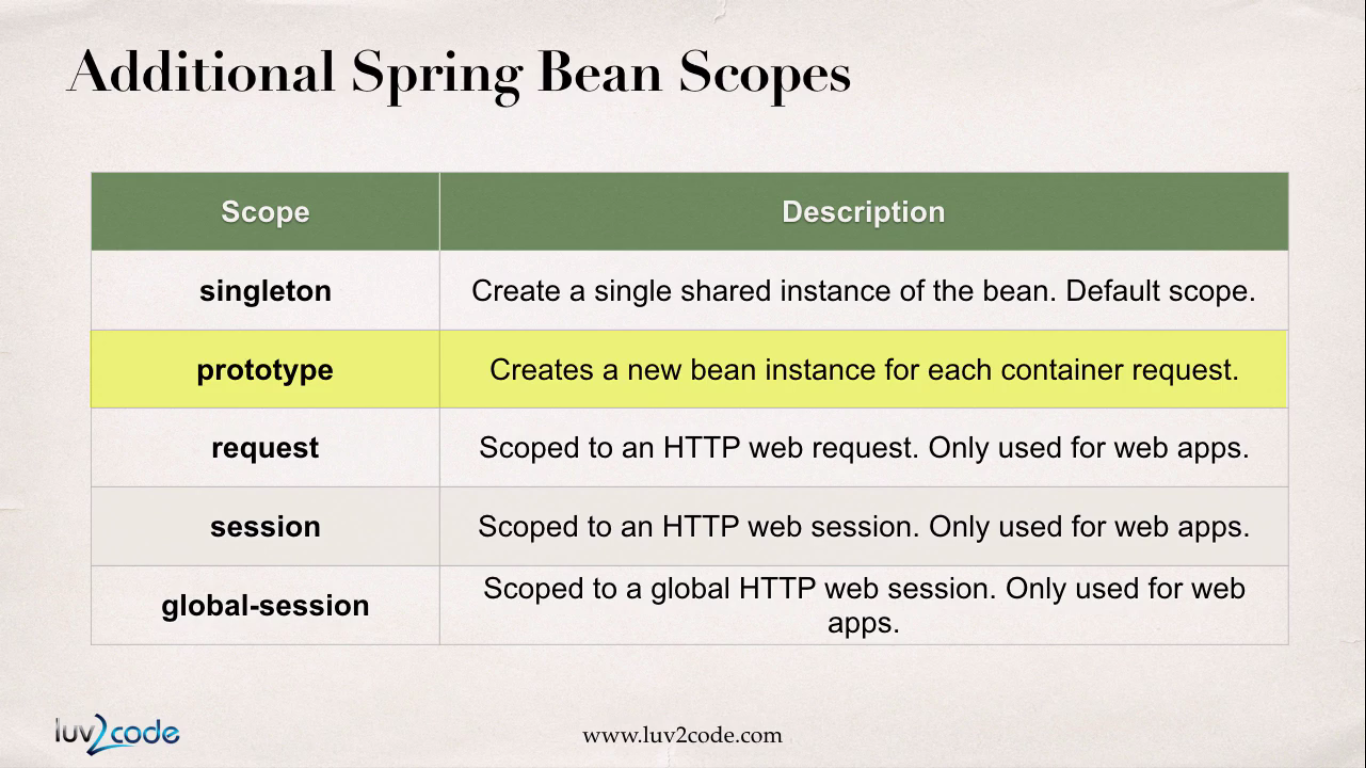 Additional Spring Bean Scopes
Scope Description
singleton Create a single shared instance of the bean. Default scope.
prototype Creates a new bean instance for each container request.
request Scoped to an HTTP web request. Only used for web apps.
session Scoped to an HTTP web session. Only used for web apps.
global-session Scoped to a global HTTP web session. Only used for web
apps.
luv2code www.luv2code.com